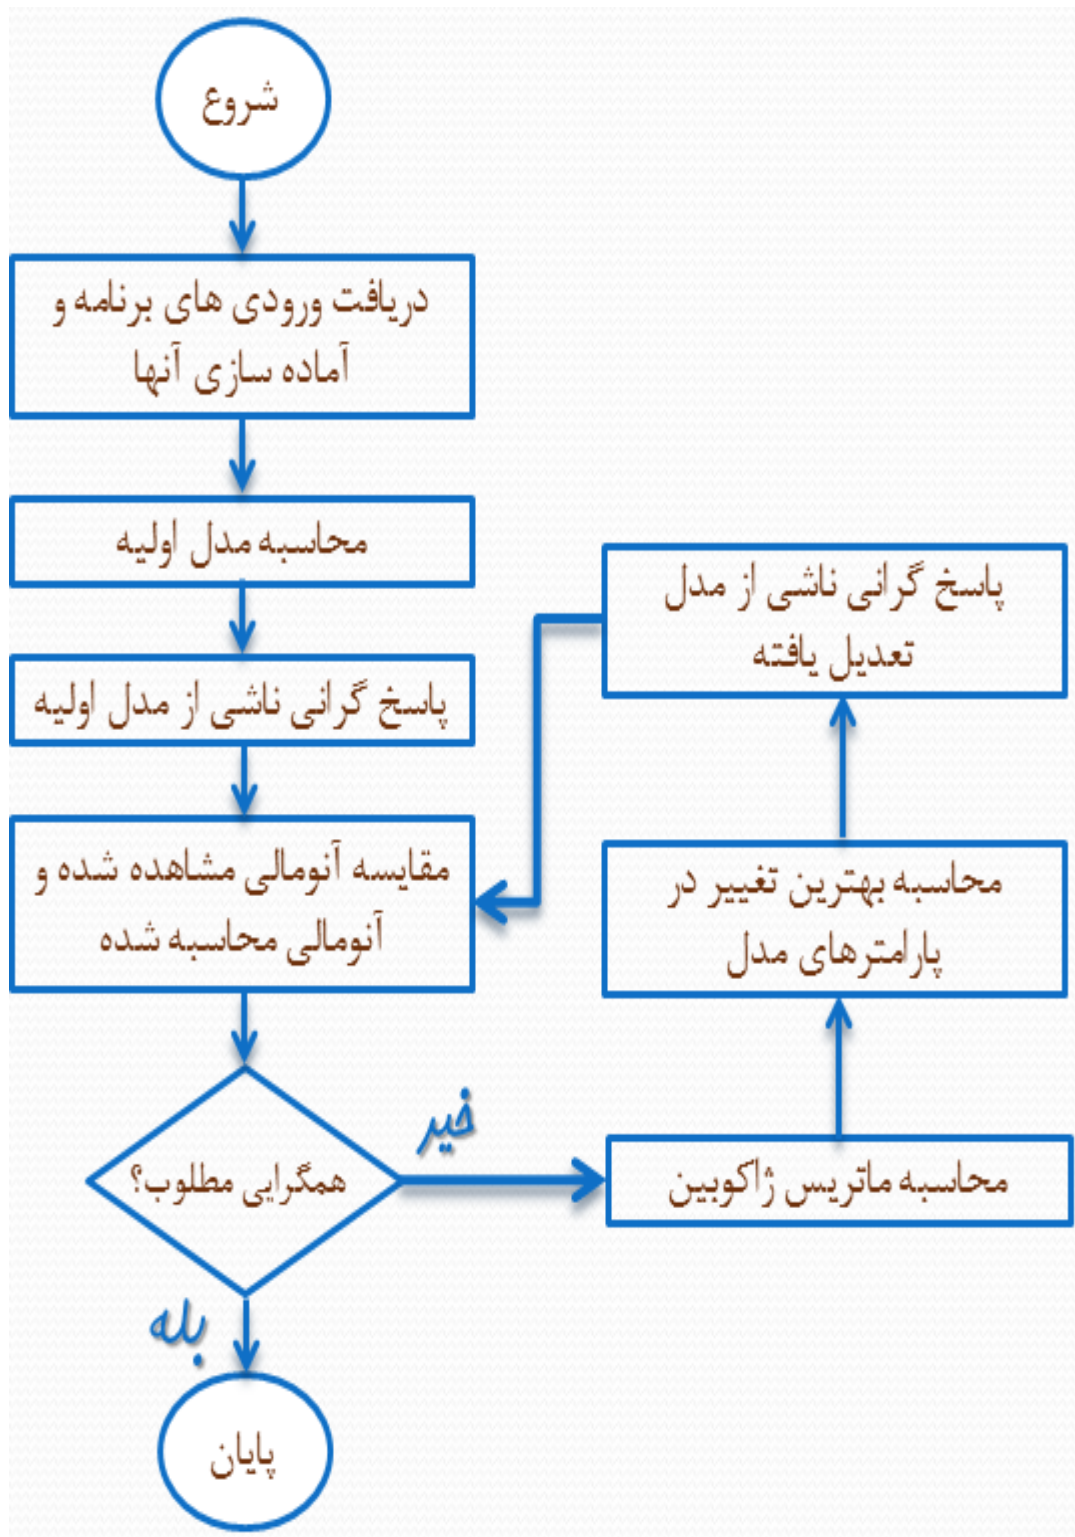 شروع
دریافت ورودی های برنامه و
آماده سازی آنها
محاسبه مدل اولیه
پاسخ گرانی ناشی از مدل اولیه
مقایسه آنومالی مشاهده شده و
آنومالی محاسبه شده
همگرایی مطلوب؟
خیر
محاسبه ماتریس ژاکوبین
محاسبه بهترین تغییر در
پارامترهای مدل
پاسخ گرانی ناشی از مدل
تعدیل یافته
بله
پایان